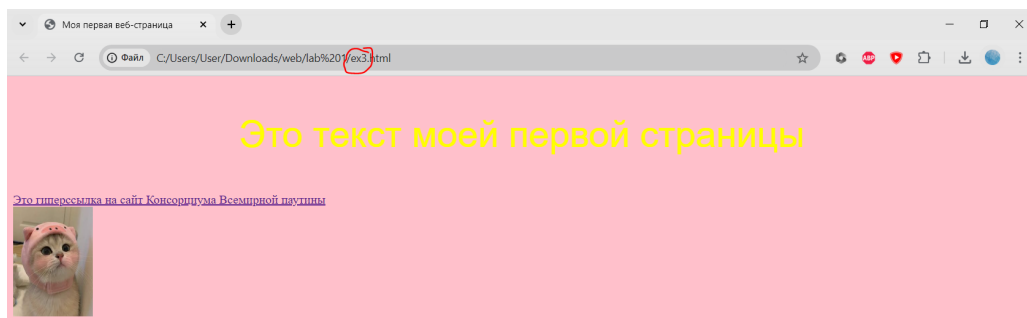 Моя первая веб-страница
Файл C:/Users/User/Downloads/web/lab%201/ex3.html
ABP
Это текст моей первой страницы
Это гиперссылка на сайт Консорциума Всемирной паутины